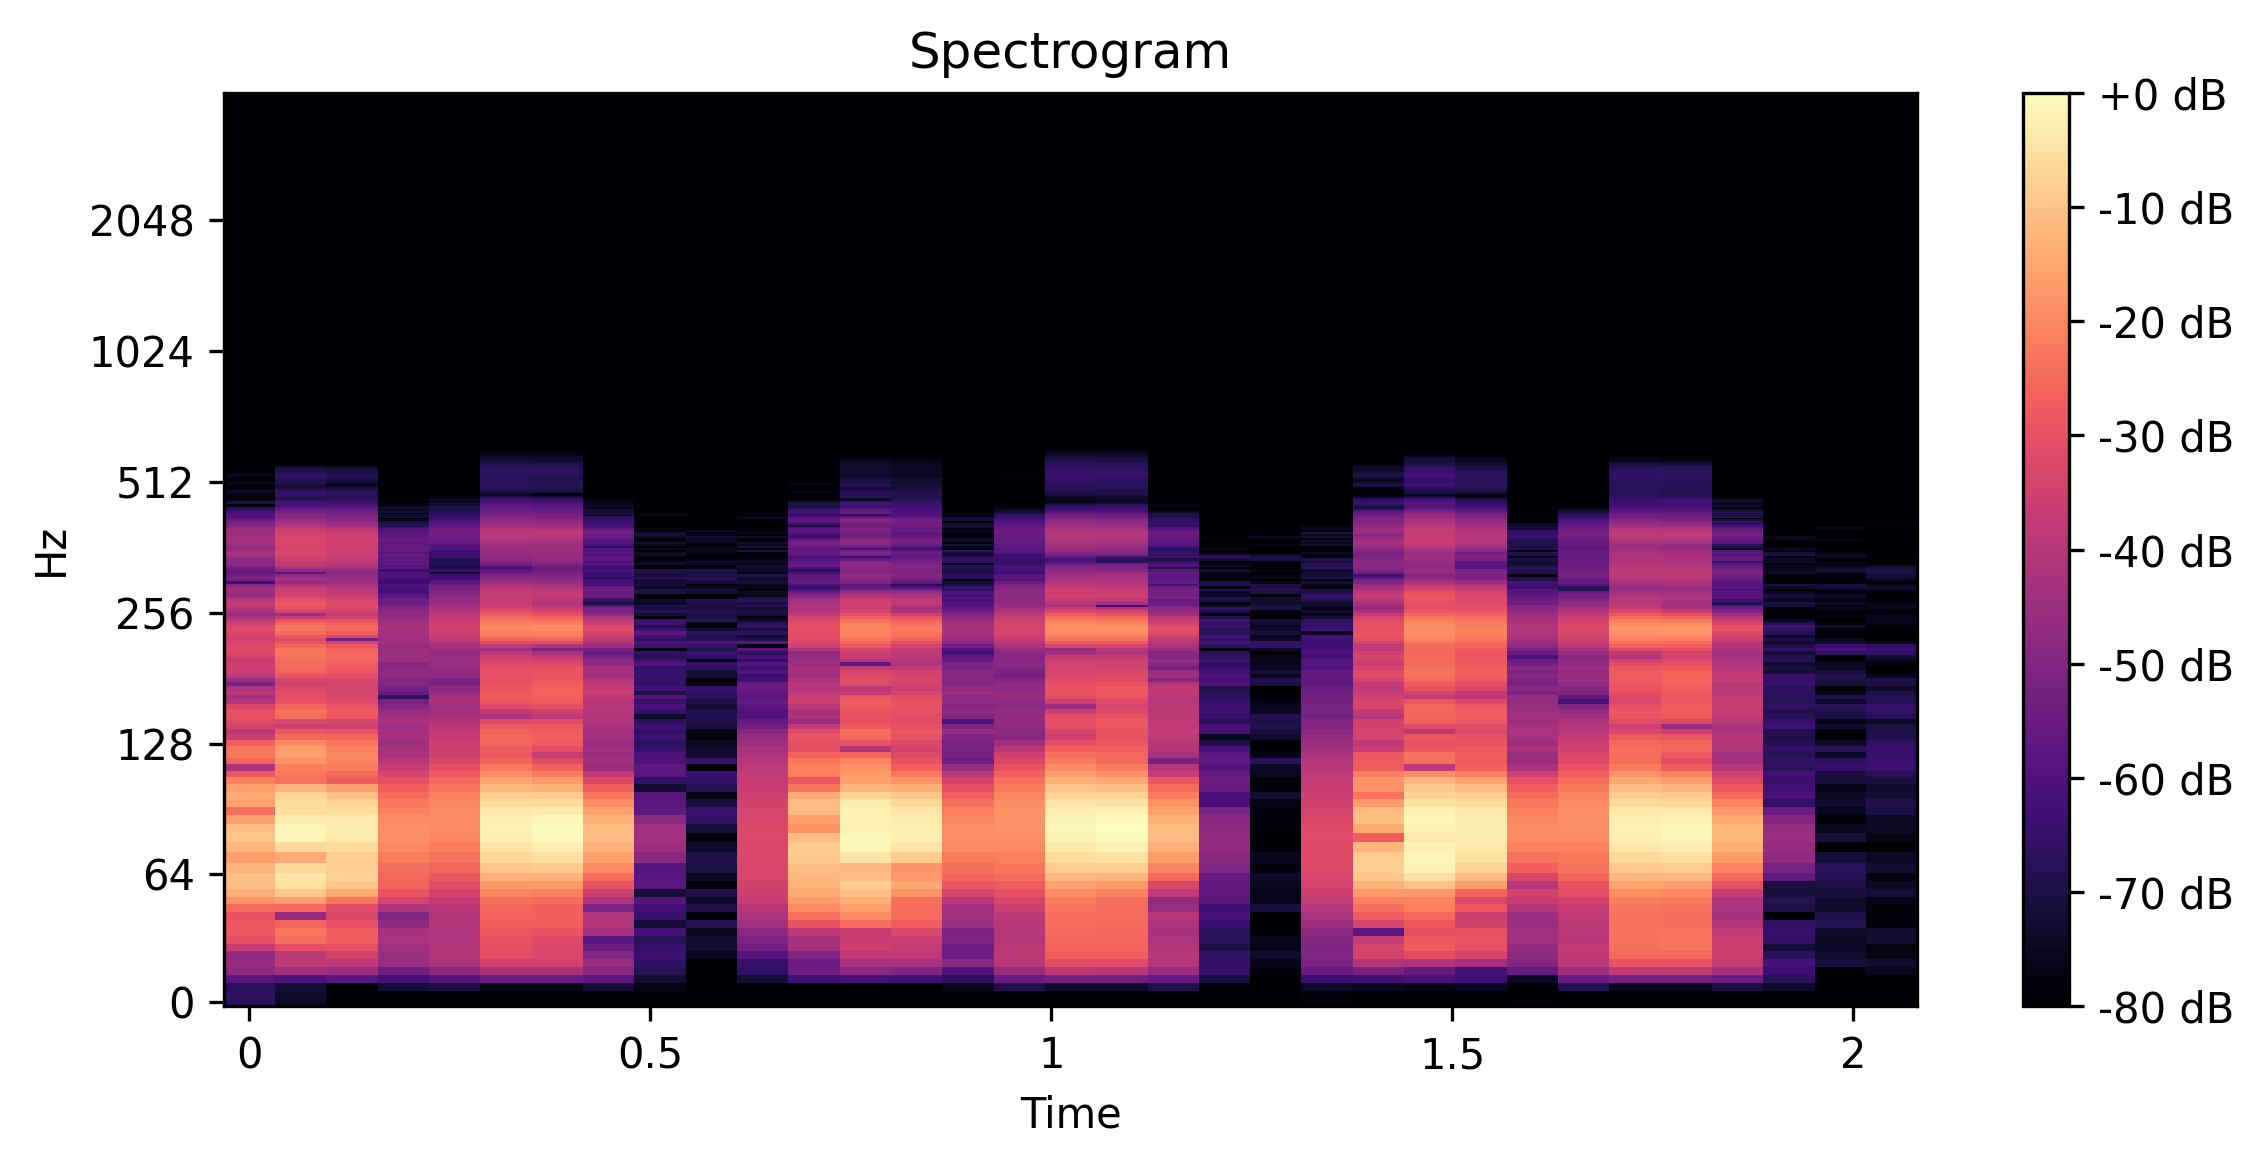 Spectrogram
Hz
2048
1024
512
256
128
64
0
0 0.5 1 1.5 2
Time
+0 dB
-10 dB
-20 dB
-30 dB
-40 dB
-50 dB
-60 dB
-70 dB
-80 dB